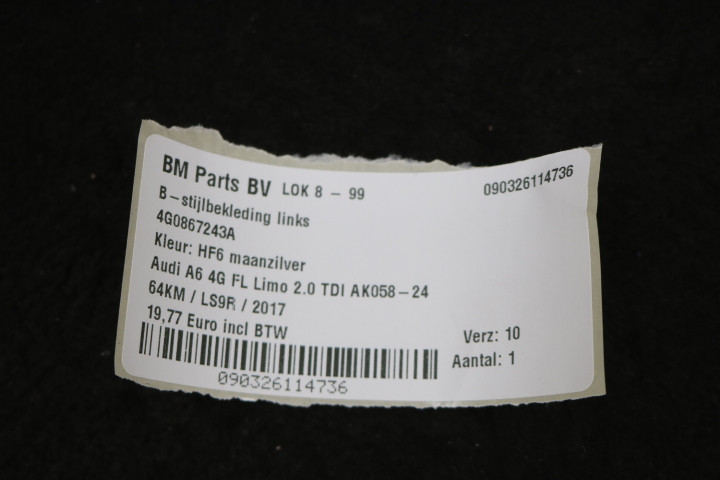 BM Parts BV LOK 8 - 99 090326114736
B-stijlbekleding links
4G0867243A
Kleur: HF6 maanzilver
Audi A6 4G FL Limo 2.0 TDI AK058-24
64KM / LS9R / 2017
19,77 Euro incl BTW
Verz: 10
Aantal: 1
090326114736